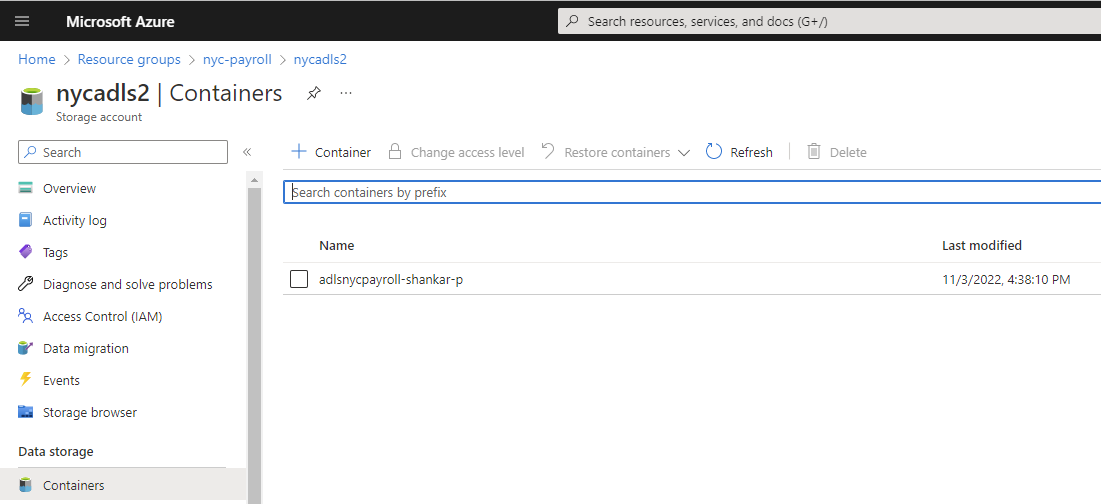 Microsoft Azure
Search resources, services, and docs (G+/)
Home > Resource groups > nyc-payroll > nycadls2
nycadls2 | Containers ...
Storage account
Search «
Container Change access level Restore containers Refresh Delete
Overview
Activity log
Tags
Diagnose and solve problems
Access Control (IAM)
Data migration
Events
Storage browser
Data storage
Containers
Search containers by prefix
Name Last modified
adlsnycpayroll-shankar-p 11/3/2022, 4:38:10 PM